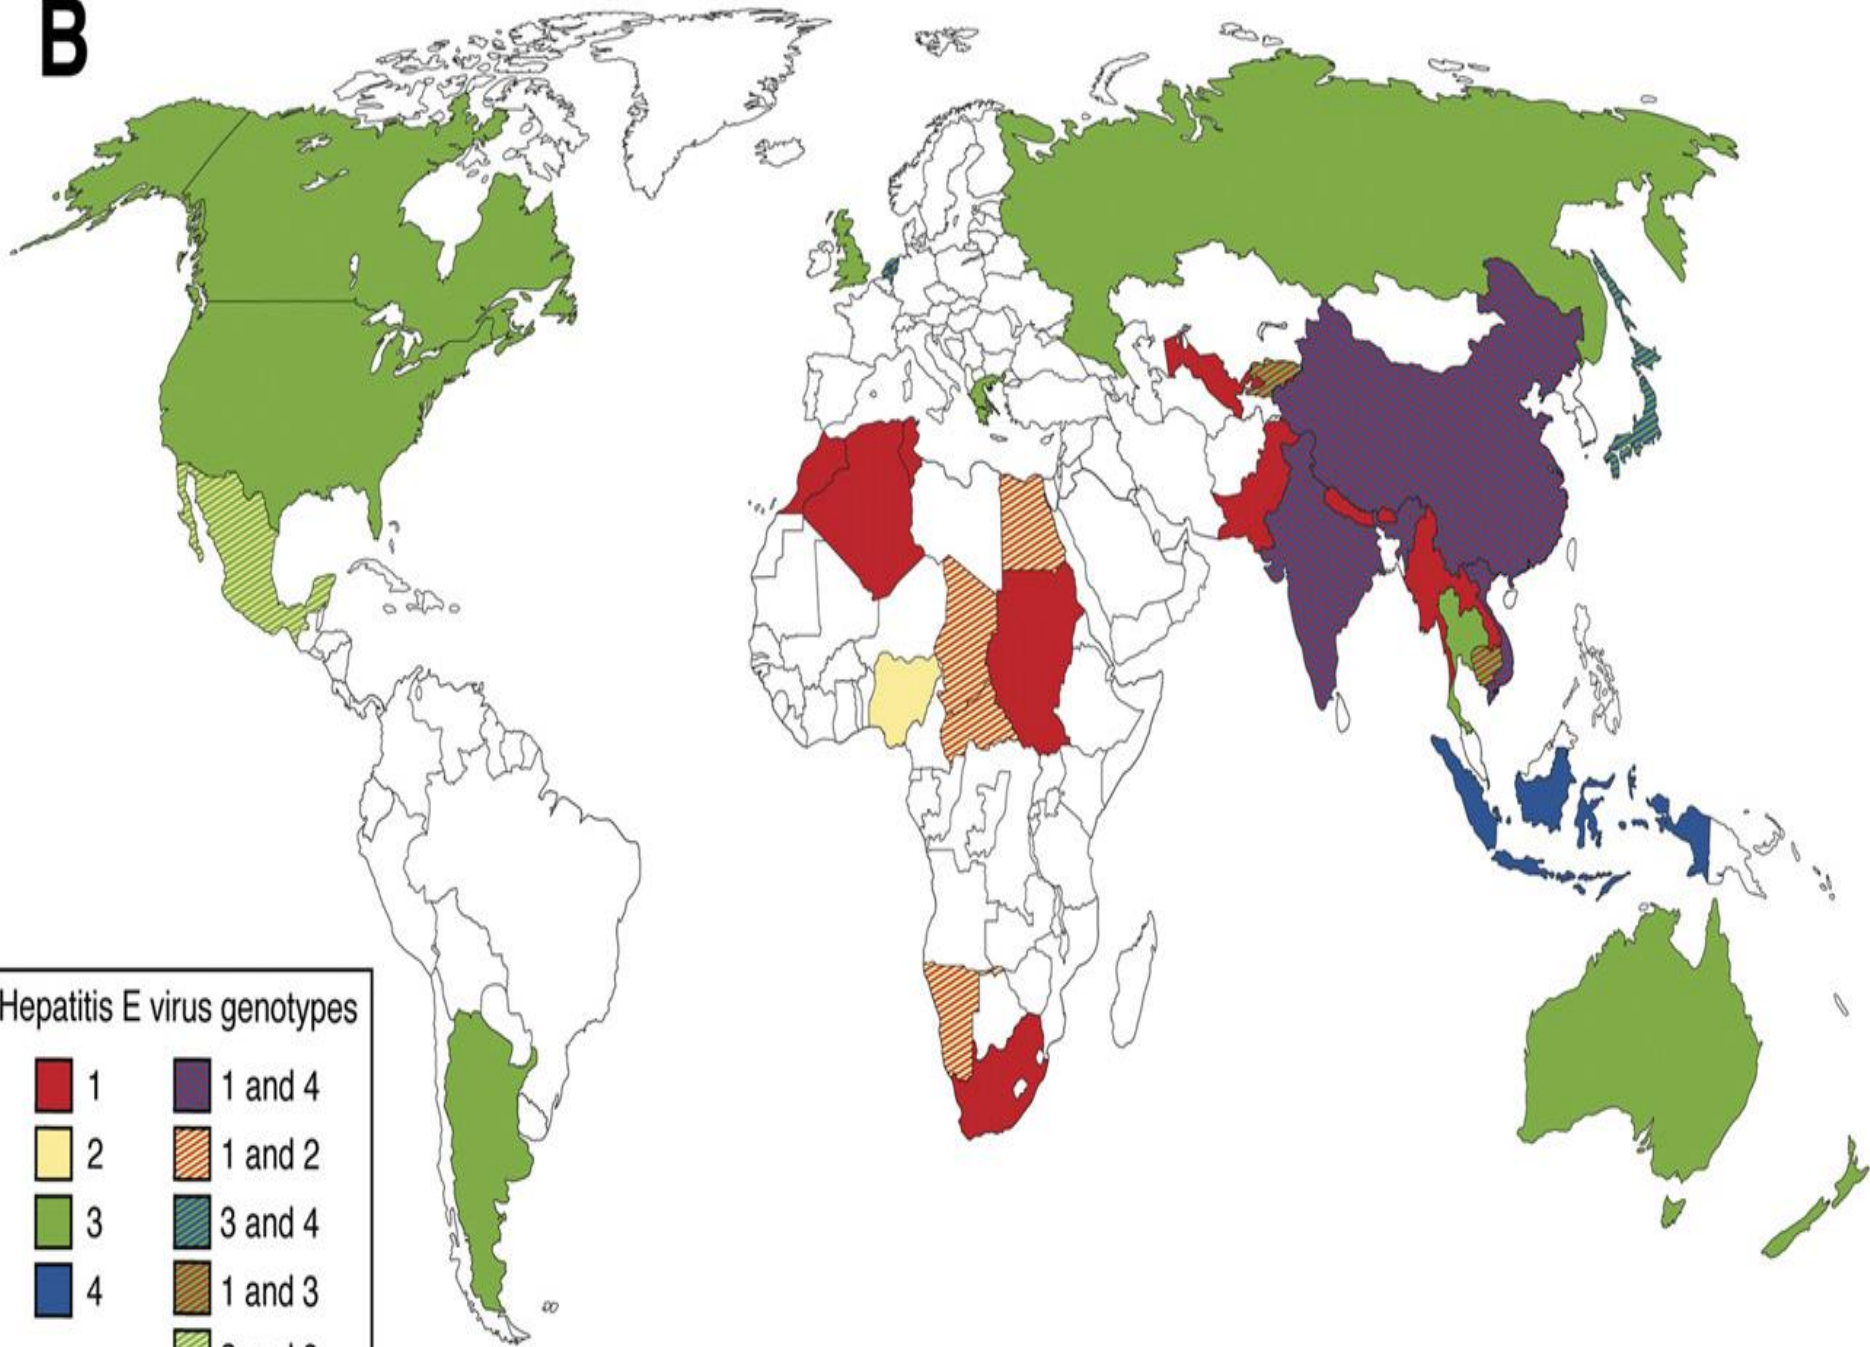 B
Hepatitis E virus genotypes
1
1 and 4
2
1 and 2
3
3 and 4
4
1 and 3